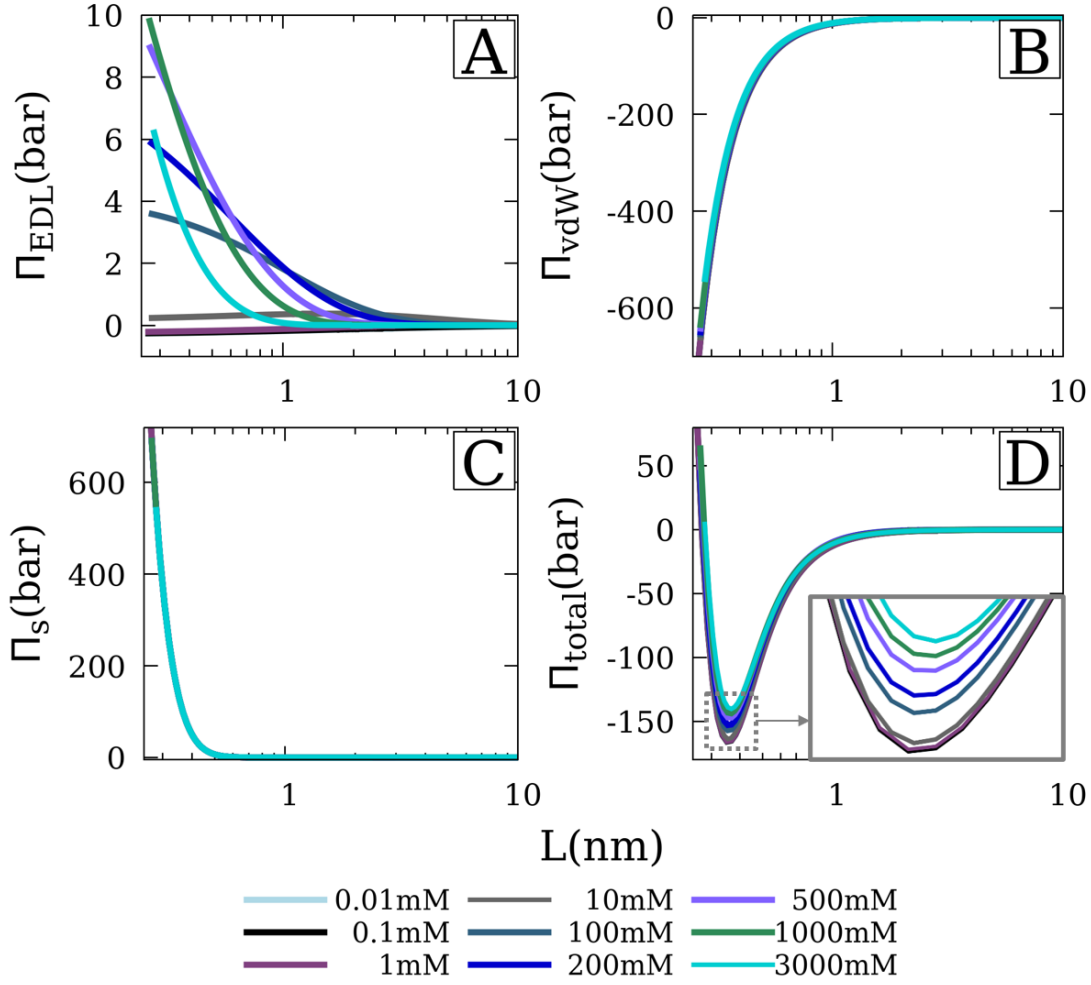 A
Π_EDL(bar)
10
8
6
4
2
0
1
10
B
Π_vdW(bar)
0
-200
-400
-600
1
10
C
Π_s(bar)
600
400
200
0
1
10
D
Π_total(bar)
50
0
-50
-100
-150
1
10
L(nm)
0.01mM 10mM 500mM
0.1mM 100mM 1000mM
1mM 200mM 3000mM